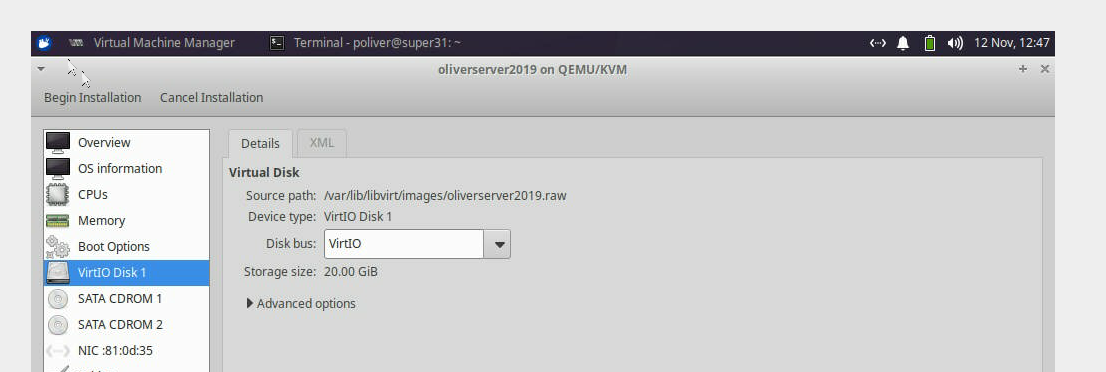 Virtual Machine Manager Terminal - poliver@super31: ~ 12 Nov, 12:47
oliverserver2019 on QEMU/KVM
Begin Installation Cancel Installation
Overview
OS information
CPUs
Memory
Boot Options
VirtIO Disk 1
SATA CDROM 1
SATA CDROM 2
NIC :81:0d:35
Details XML
Virtual Disk
Source path: /var/lib/libvirt/images/oliverserver2019.raw
Device type: VirtIO Disk 1
Disk bus: VirtIO
Storage size: 20.00 GiB
Advanced options